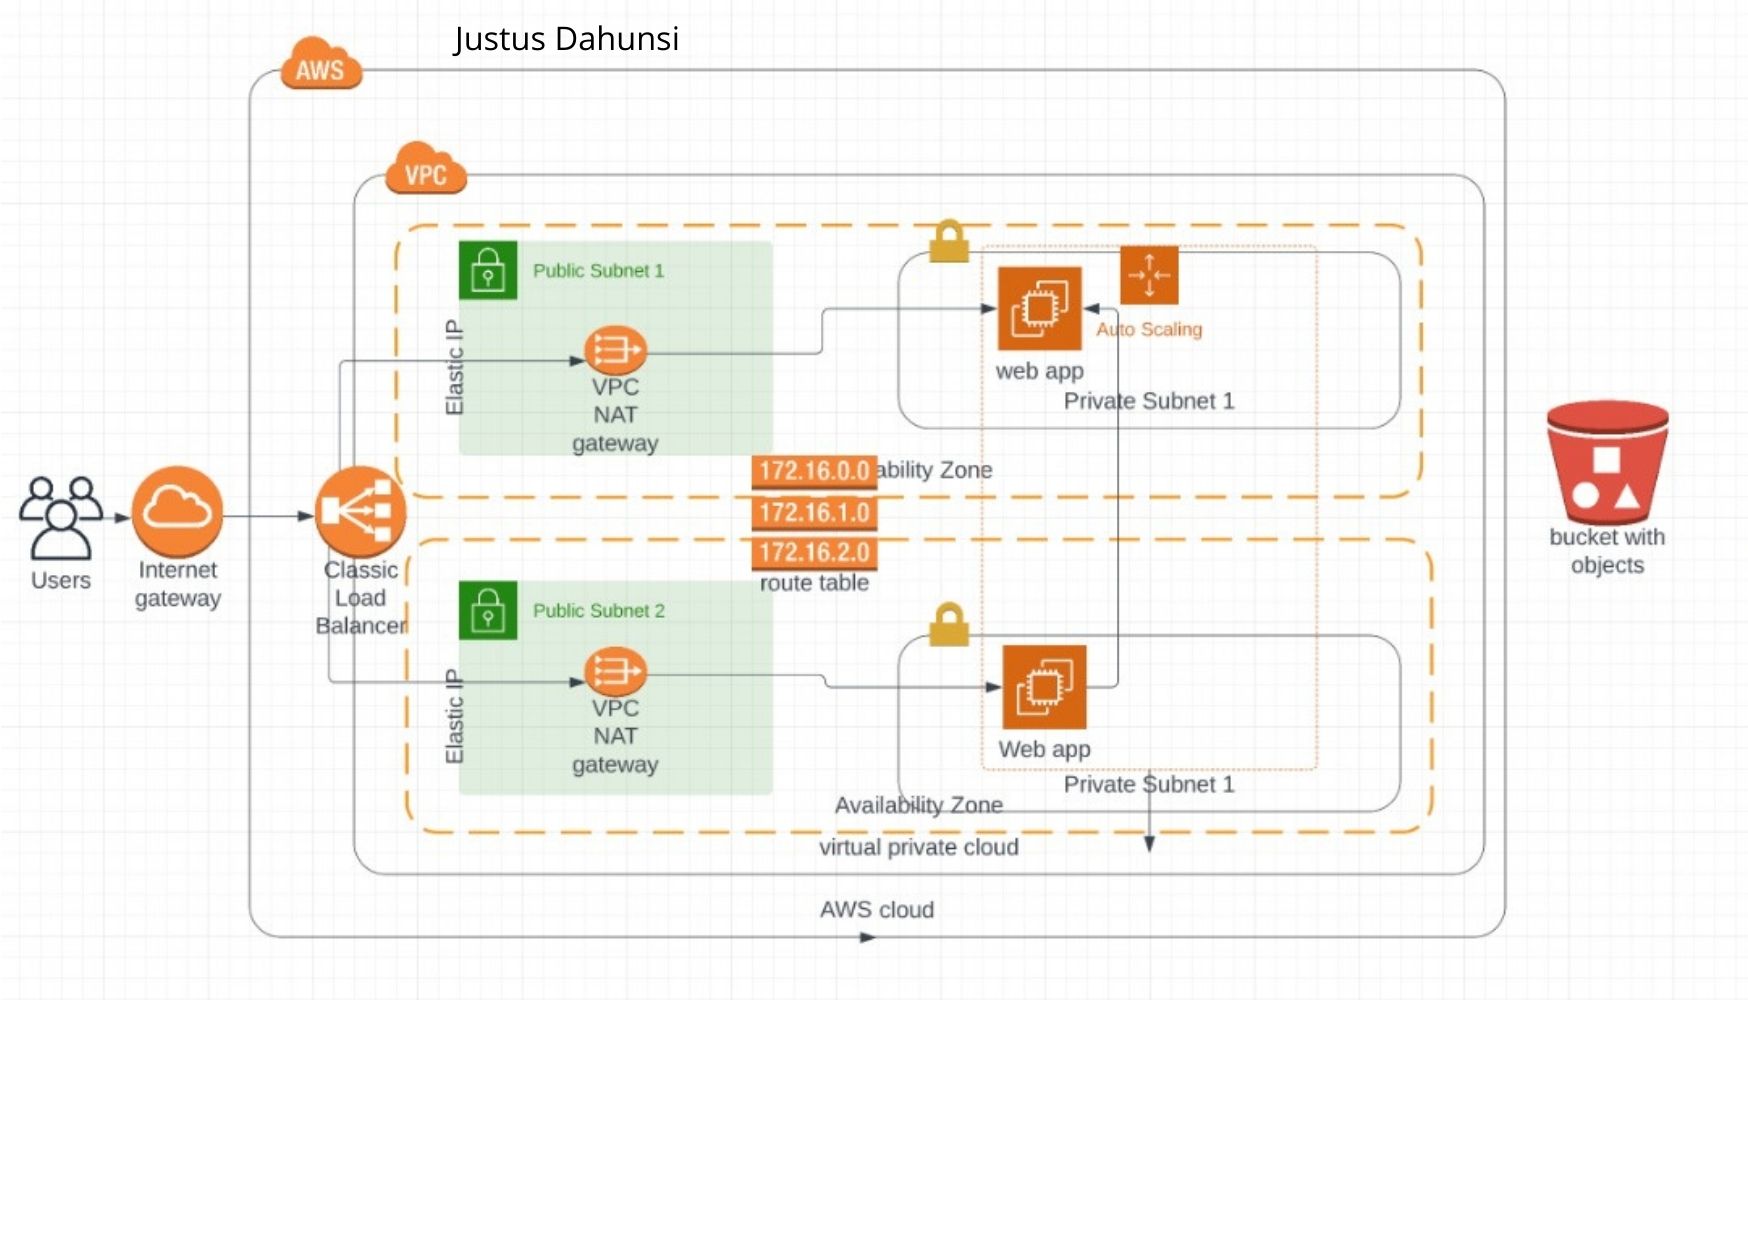 Justus Dahunsi
AWS
VPC
Public Subnet 1
Elastic IP
VPC
NAT
gateway
Auto Scaling
web app
Private Subnet 1
172.16.0.0
ability Zone
172.16.1.0
172.16.2.0
route table
Users
Internet
gateway
Classic
Load
Balancer
bucket with
objects
Public Subnet 2
Elastic IP
VPC
NAT
gateway
Web app
Private Subnet 1
Availability Zone
virtual private cloud
AWS cloud